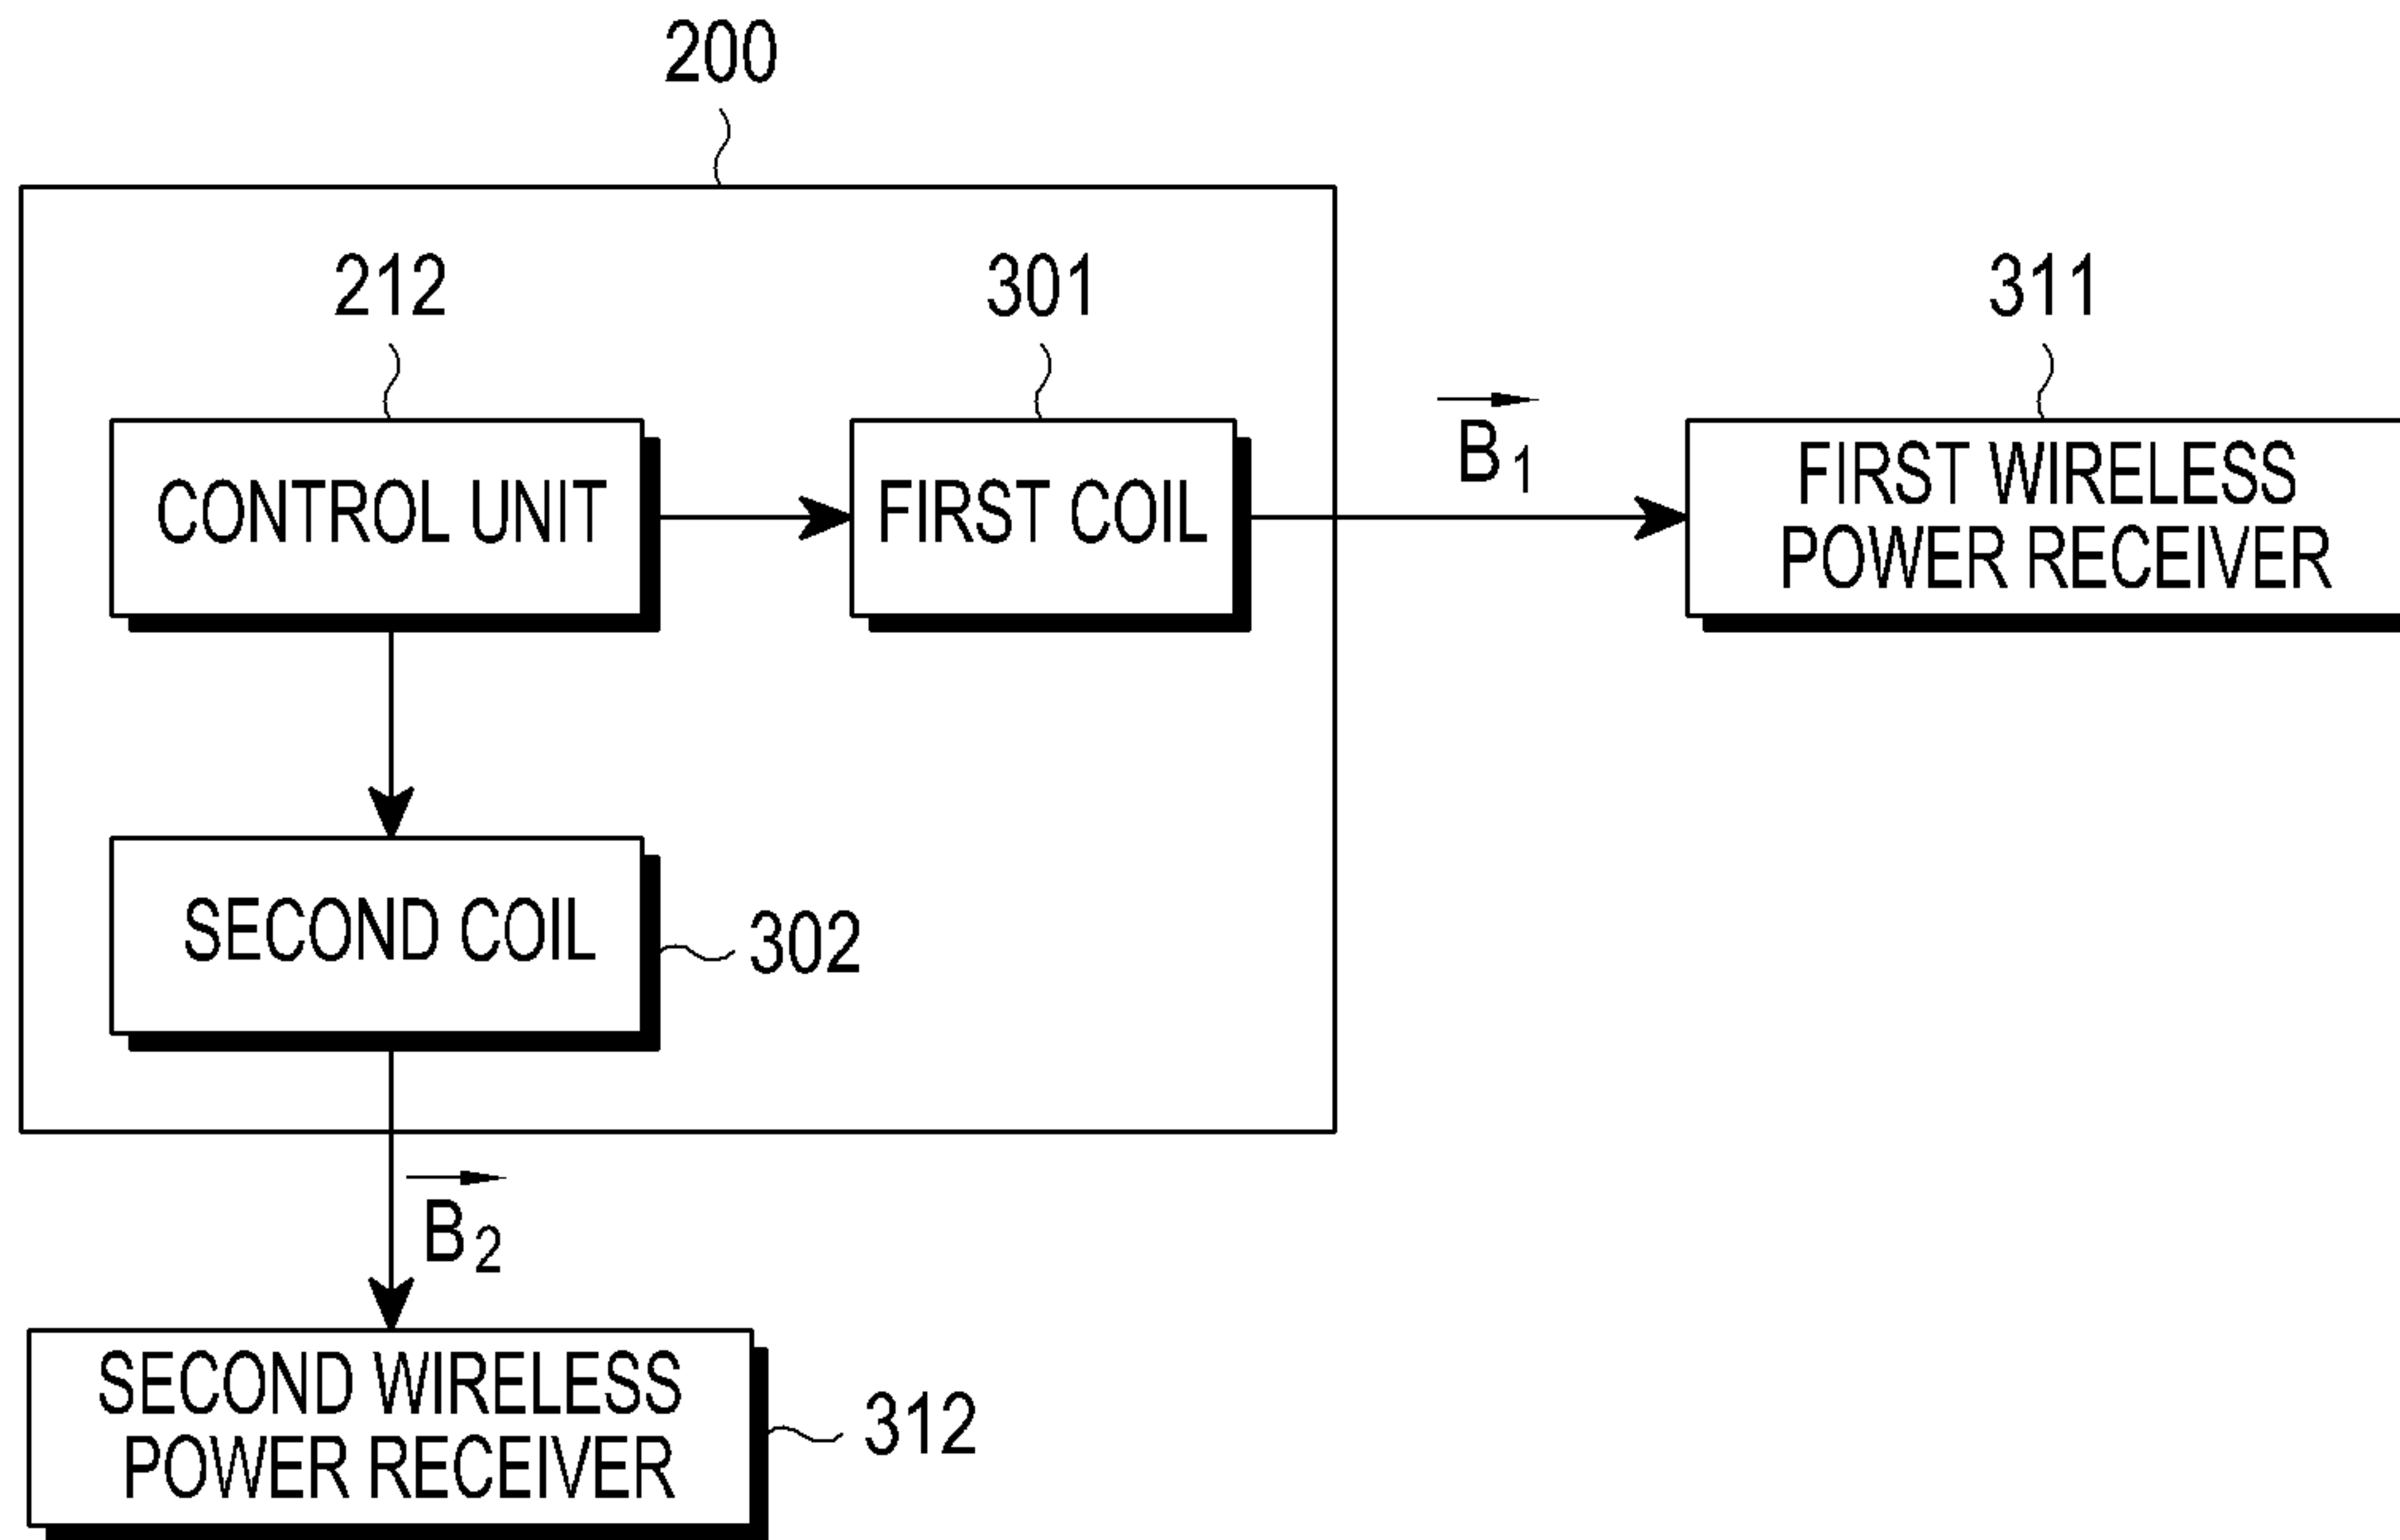 200
212
301
311
CONTROL UNIT
FIRST COIL
B1
FIRST WIRELESS
POWER RECEIVER
SECOND COIL
302
B2
SECOND WIRELESS
POWER RECEIVER
312